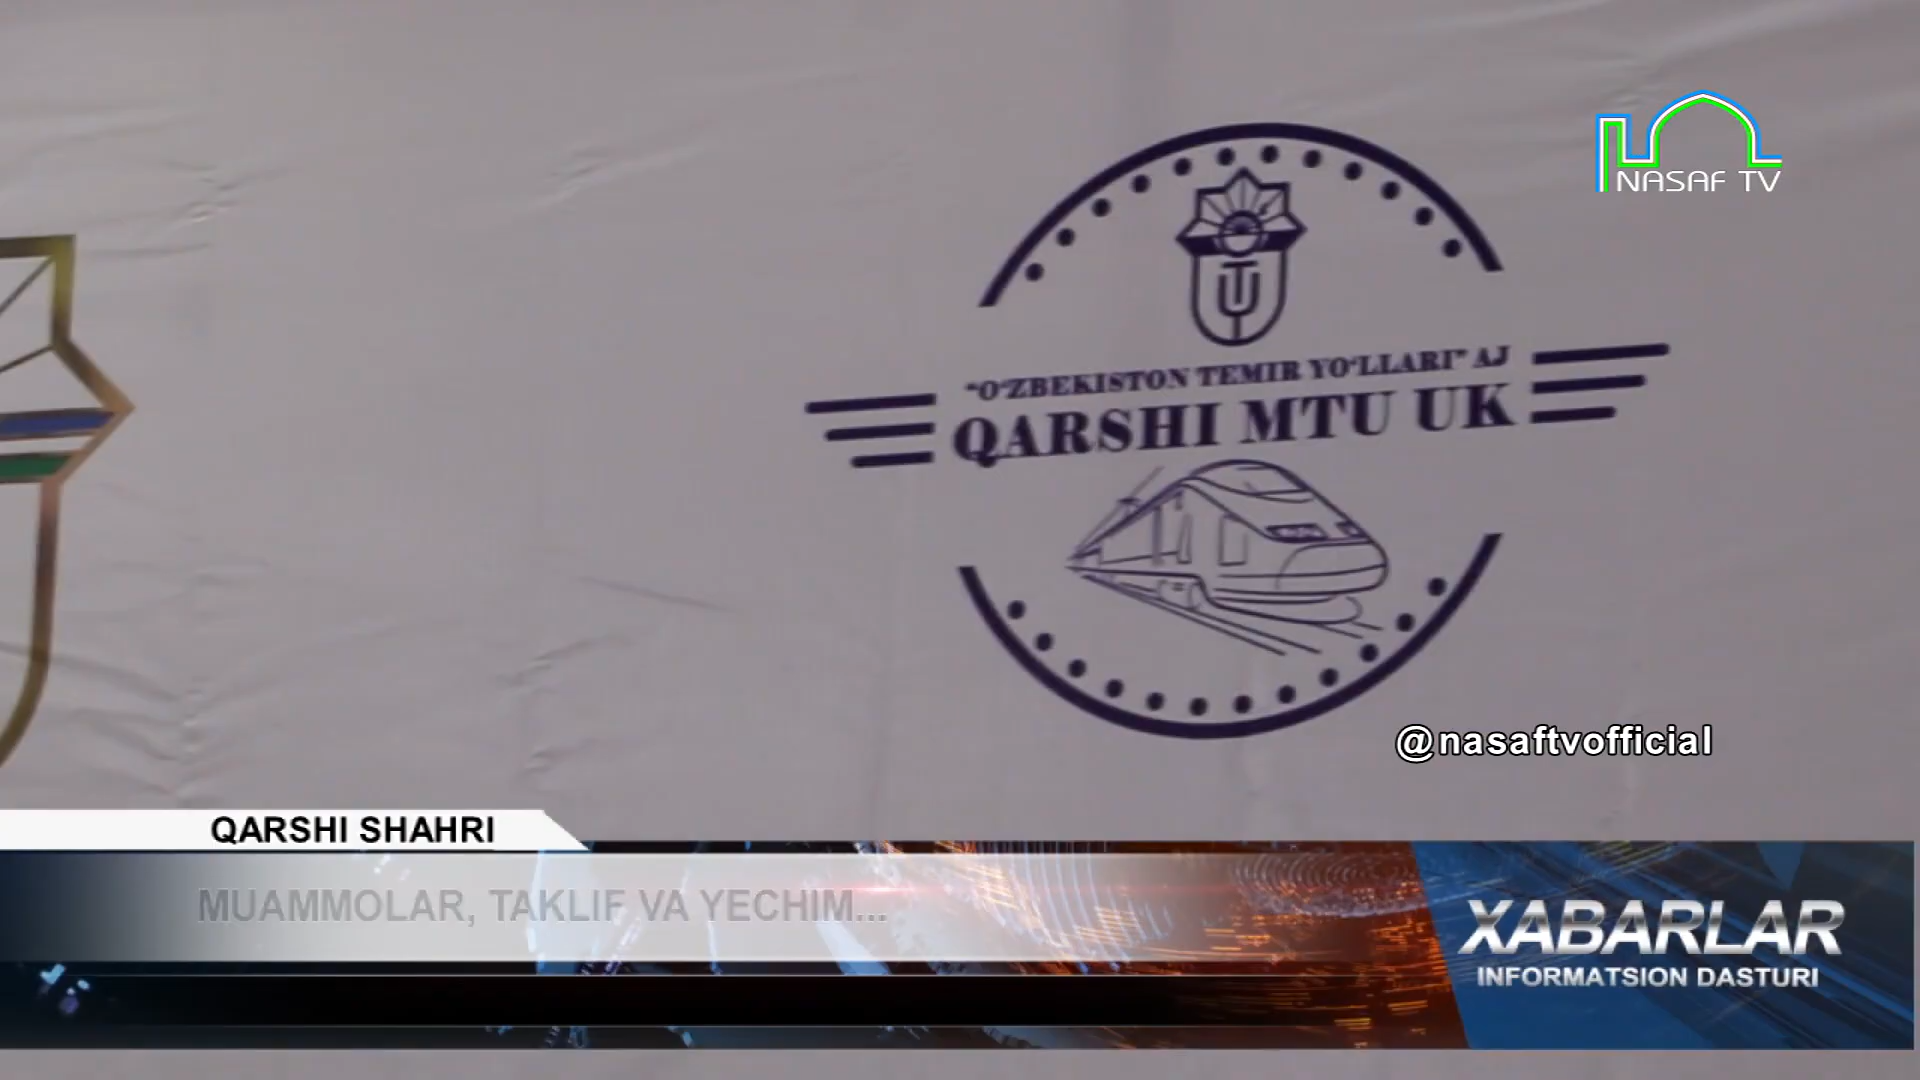 NASAF TV
"O'ZBEKISTON TEMIR YO'LLARI" AJ
QARSHI MTU UK
@nasaftvofficial
QARSHI SHAHRI
MUAMMOLAR, TAKLIF VA YECHIM...
XABARLAR
INFORMATSION DASTURI